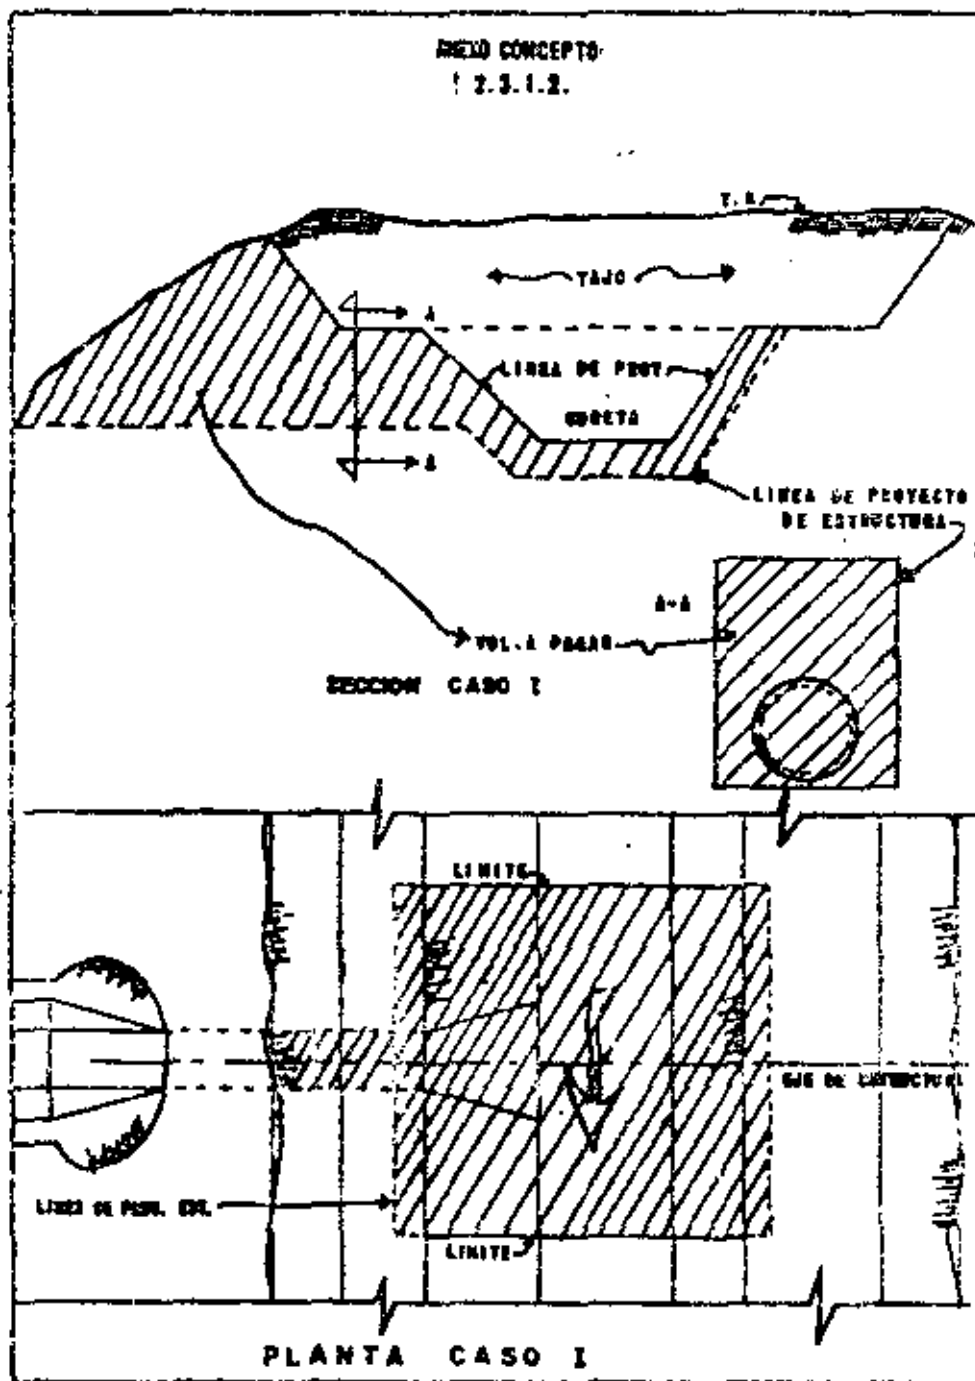 ANEXO CONCEPTO
2.3.1.2.
T.N.
TAJO
A
LINEA DE PROY.
CUNETA
A
LINEA DE PROYECTO
DE ESTRUCTURA
A-A
VOL. A PAGAR
SECCION CASO I
LIMITE
EJE DE ESTRUCTURA
LINEA DE PROY. EST.
LIMITE
PLANTA CASO I